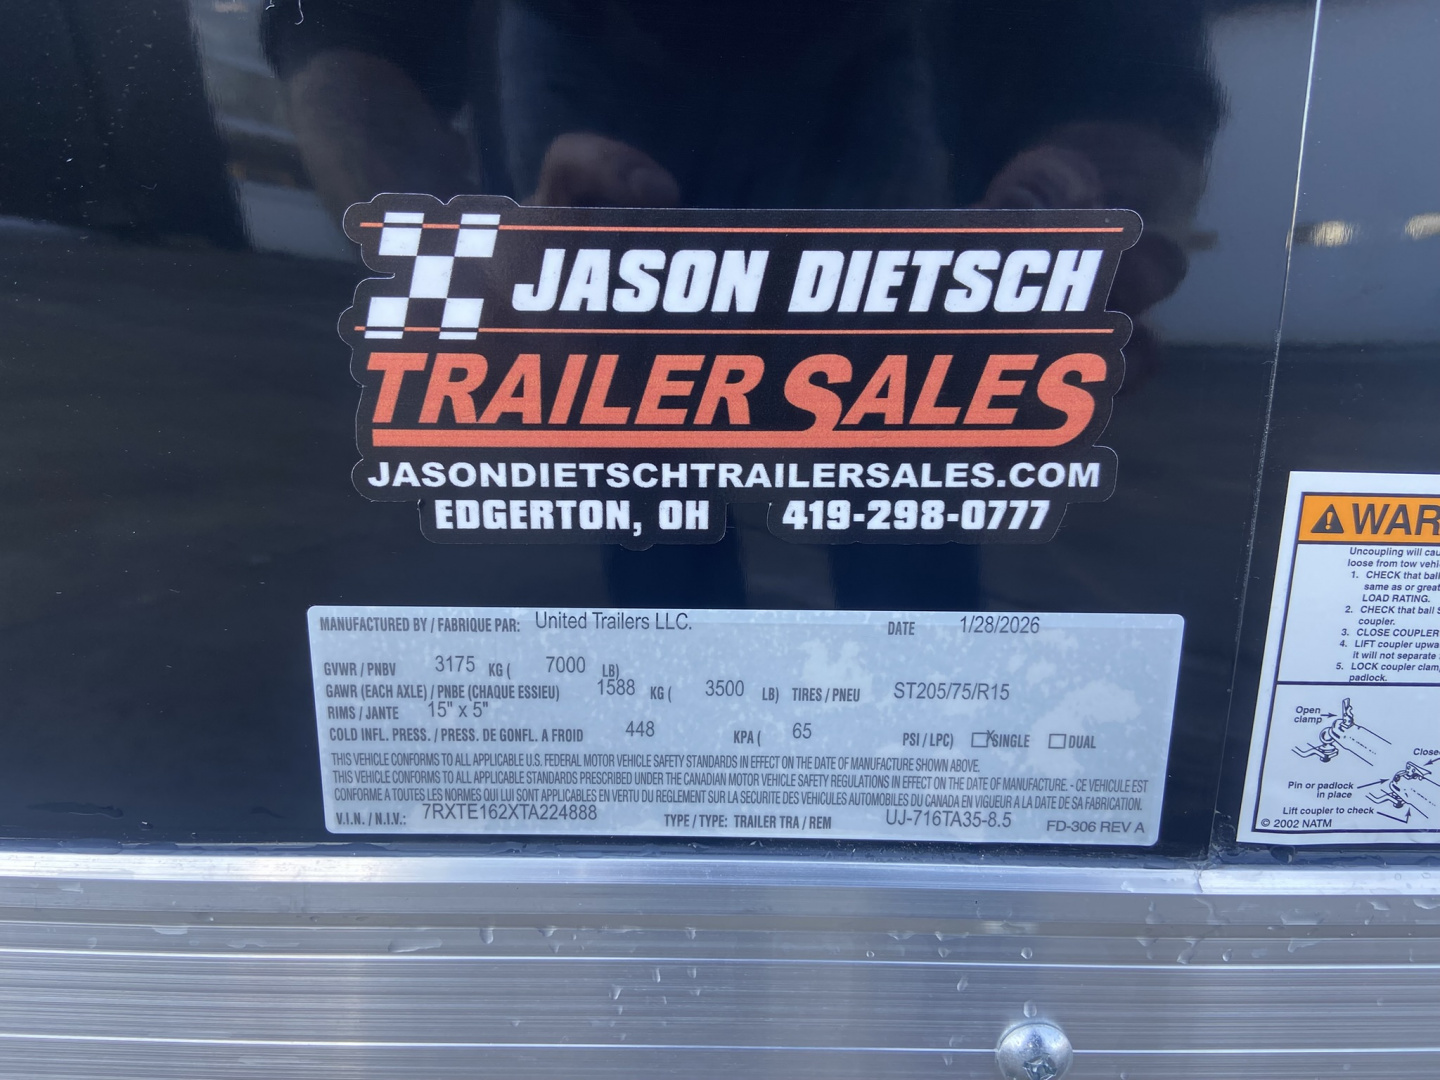 JASON DIETSCH
TRAILER SALES
JASONDIETSCHTRAILERSALES.COM
EDGERTON, OH 419-298-0777
MANUFACTURED BY / FABRIQUE PAR: United Trailers LLC. DATE 1/28/2026
GVWR / PNBV 3175 KG ( 7000 LB)
GAWR (EACH AXLE) / PNBE (CHAQUE ESSIEU) 1588 KG ( 3500 LB) TIRES / PNEU ST205/75/R15
RIMS / JANTE 15" x 5"
COLD INFL. PRESS. / PRESS. DE GONFL. A FROID 448 KPA ( 65 PSI / LPC) X SINGLE DUAL
THIS VEHICLE CONFORMS TO ALL APPLICABLE U.S. FEDERAL MOTOR VEHICLE SAFETY STANDARDS IN EFFECT ON THE DATE OF MANUFACTURE SHOWN ABOVE.
THIS VEHICLE CONFORMS TO ALL APPLICABLE STANDARDS PRESCRIBED UNDER THE CANADIAN MOTOR VEHICLE SAFETY REGULATIONS IN EFFECT ON THE DATE OF MANUFACTURE. - CE VEHICULE EST
CONFORME A TOUTES LES NORMES QUI LUI SONT APPLICABLES EN VERTU DU REGLEMENT SUR LA SECURITE DES VEHICULES AUTOMOBILES DU CANADA EN VIGUEUR A LA DATE DE SA FABRICATION.
V.I.N. / N.I.V.: 7RXTE162XTA224888 TYPE / TYPE: TRAILER TRA / REM UJ-716TA35-8.5 FD-306 REV A
WAR
Uncoupling will cau
loose from tow vehi
1. CHECK that ball
same as or great
LOAD RATING.
2. CHECK that ball S
coupler.
3. CLOSE COUPLER
4. LIFT coupler upwa
it will not separate
5. LOCK coupler clam
padlock.
Open
clamp
Close
Pin or padlock
in place
Lift coupler to check
© 2002 NATM